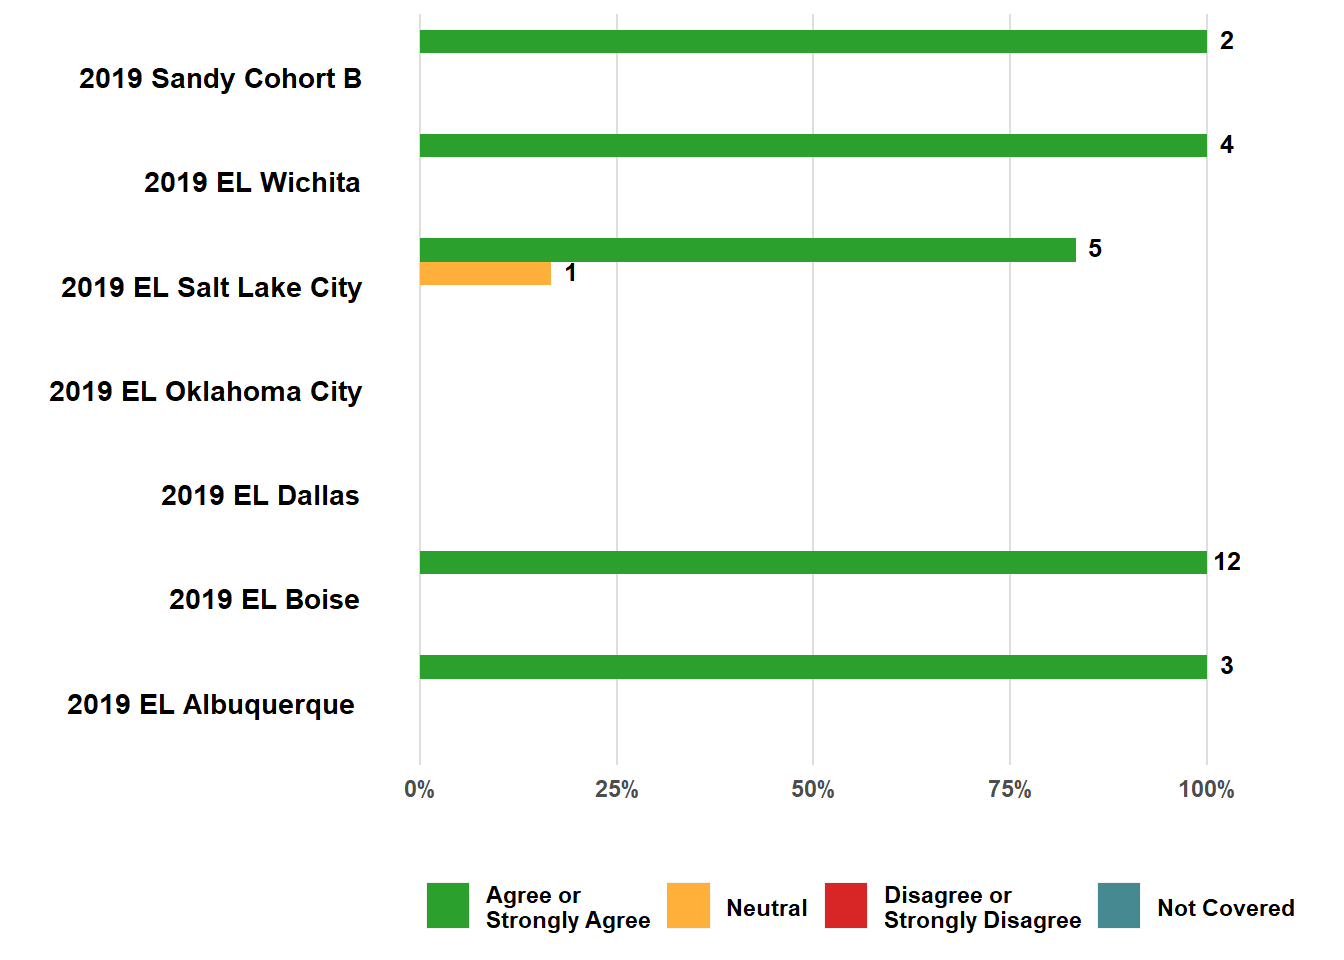 2
2019 Sandy Cohort B
4
2019 EL Wichita
5
1
2019 EL Salt Lake City
2019 EL Oklahoma City
2019 EL Dallas
12
2019 EL Boise
3
2019 EL Albuquerque
0% 25% 50% 75% 100%
Agree or
Strongly Agree
Neutral
Disagree or
Strongly Disagree
Not Covered